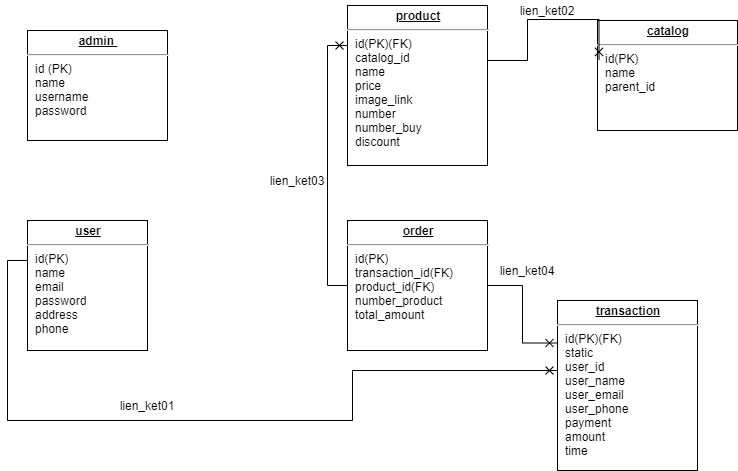 admin
id (PK)
name
username
password
product
id(PK)(FK)
catalog_id
name
price
image_link
number
number_buy
discount
lien_ket02
catalog
id(PK)
name
parent_id
lien_ket03
user
id(PK)
name
email
password
address
phone
order
id(PK)
transaction_id(FK)
product_id(FK)
number_product
total_amount
lien_ket04
transaction
id(PK)(FK)
static
user_id
user_name
user_email
user_phone
payment
amount
time
lien_ket01